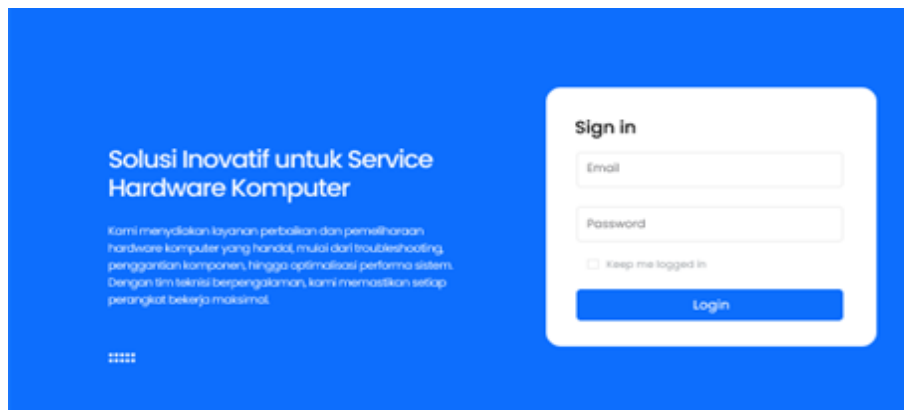 Solusi Inovatif untuk Service
Hardware Komputer
Kami menydiakan layanan perbaikan dan pemeliharaan
hardware komputer yang handal, mulai dari troubleshooting,
penggantian komponen, hingga optimalisasi performa sistem.
Dengan tim teknisi berpengalaman, kami memastikan setiap
perangkat bekerja maksimal.
Sign in
Email
Password
Keep me logged in
Login